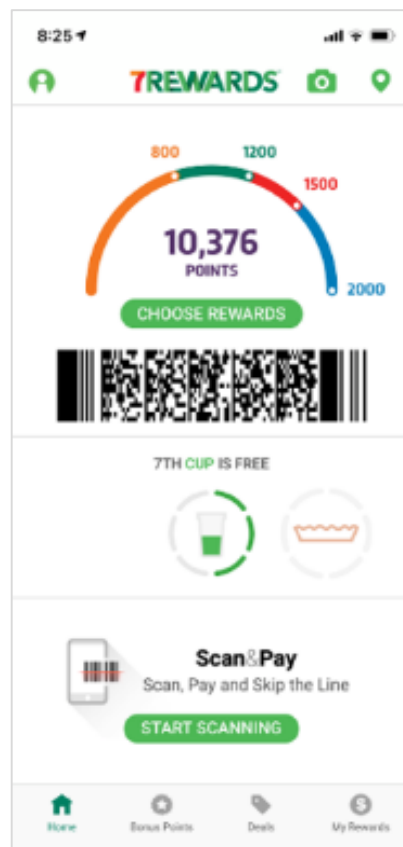 8:25
7REWARDS
800 1200
1500
10,376
POINTS
2000
CHOOSE REWARDS
7TH CUP IS FREE
Scan&Pay
Scan, Pay and Skip the Line
START SCANNING
Home Bonus Points Deals My Rewards